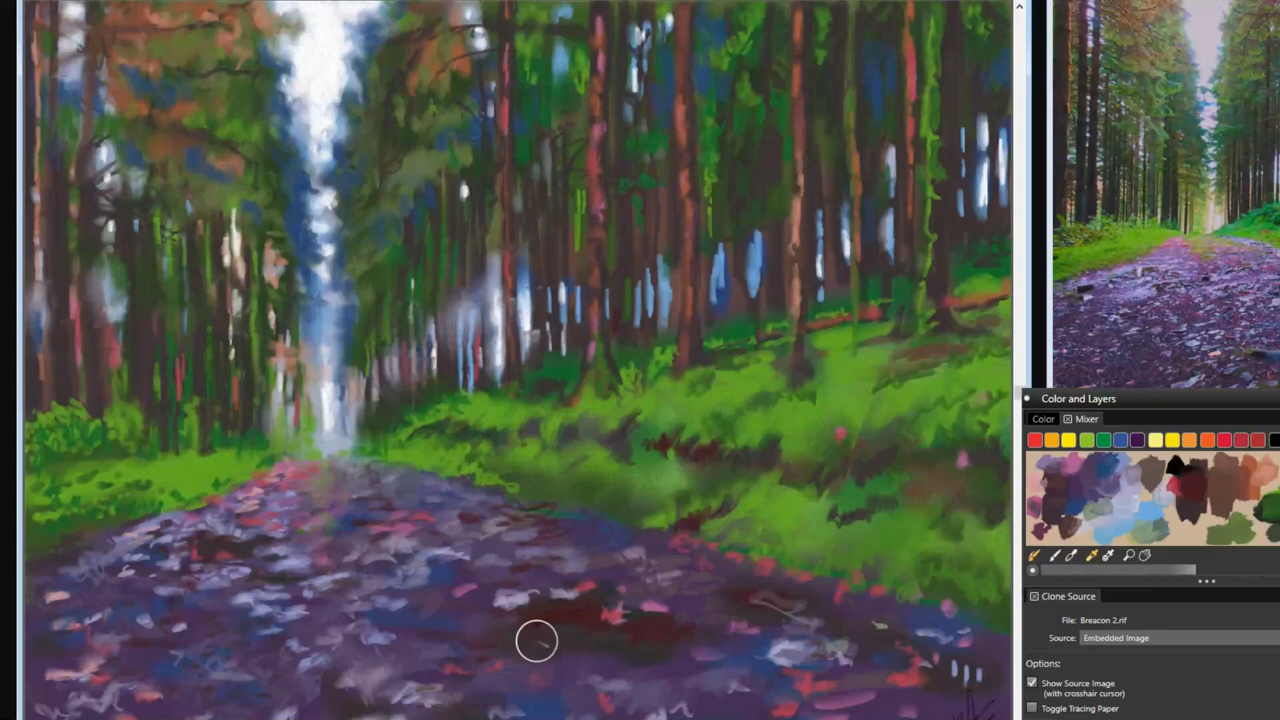 Color and Layers
Color
Mixer
Clone Source
File: Breacon 2.rif
Source: Embedded Image
Options:
Show Source Image
(with crosshair cursor)
Toggle Tracing Paper